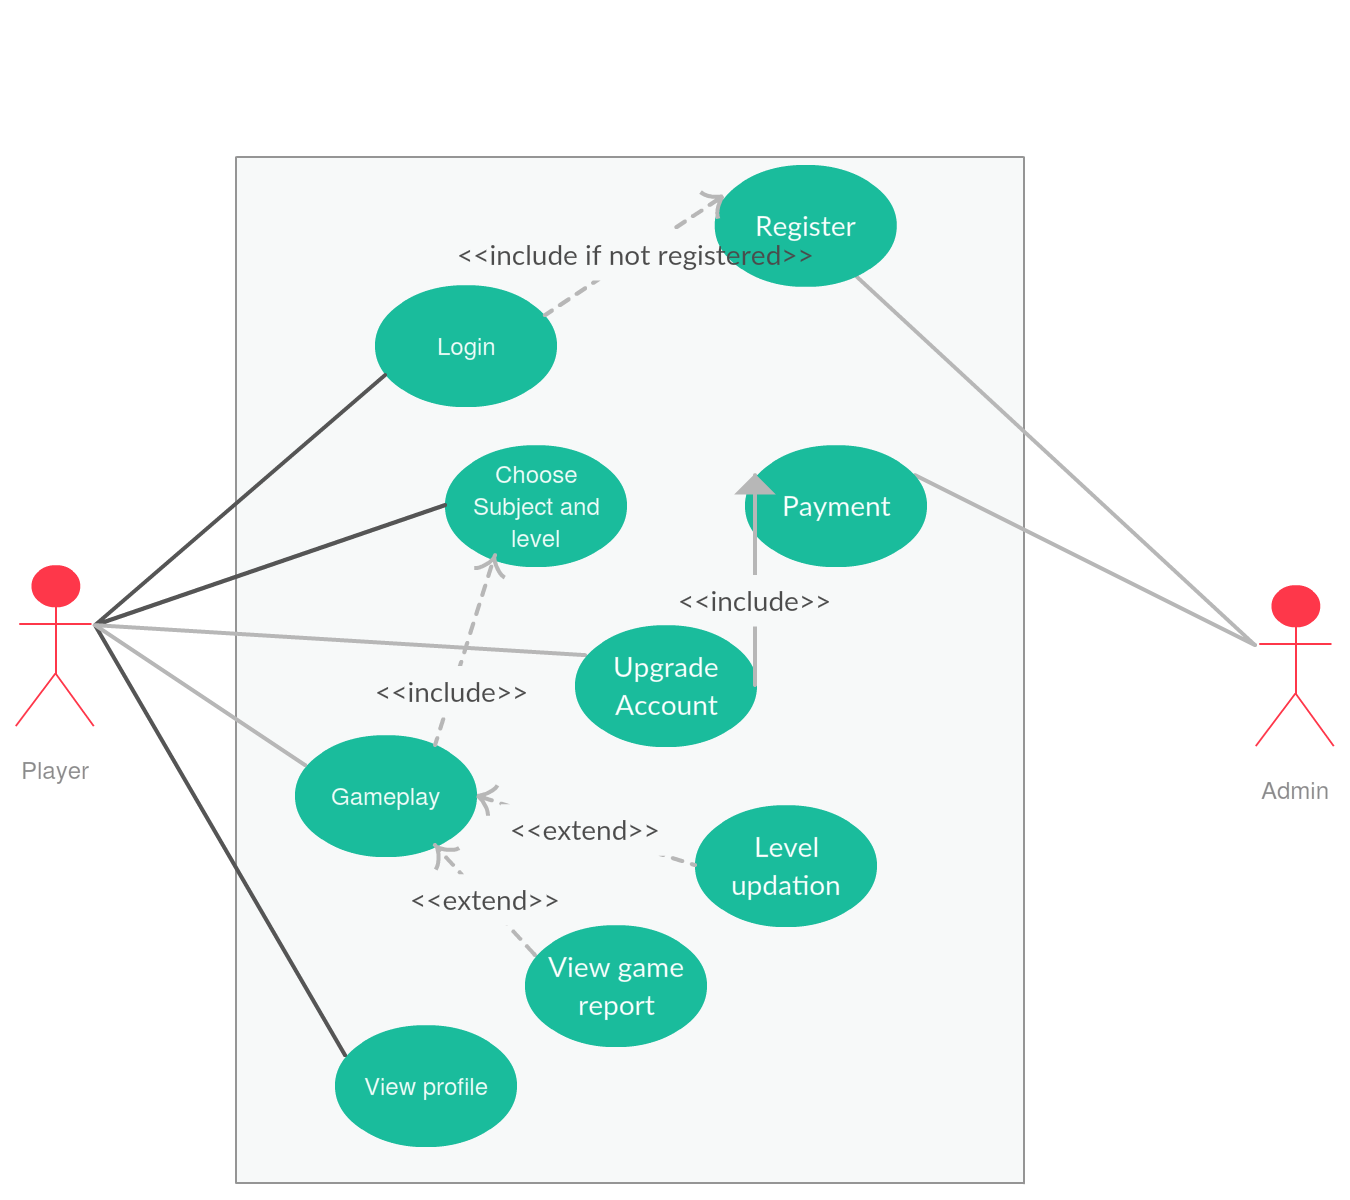 Register
<<include if not registered>>
Login
Choose
Subject and
level
Payment
<<include>>
Upgrade
Account
<<include>>
Player
Admin
Gameplay
<<extend>>
Level
updation
<<extend>>
View game
report
View profile